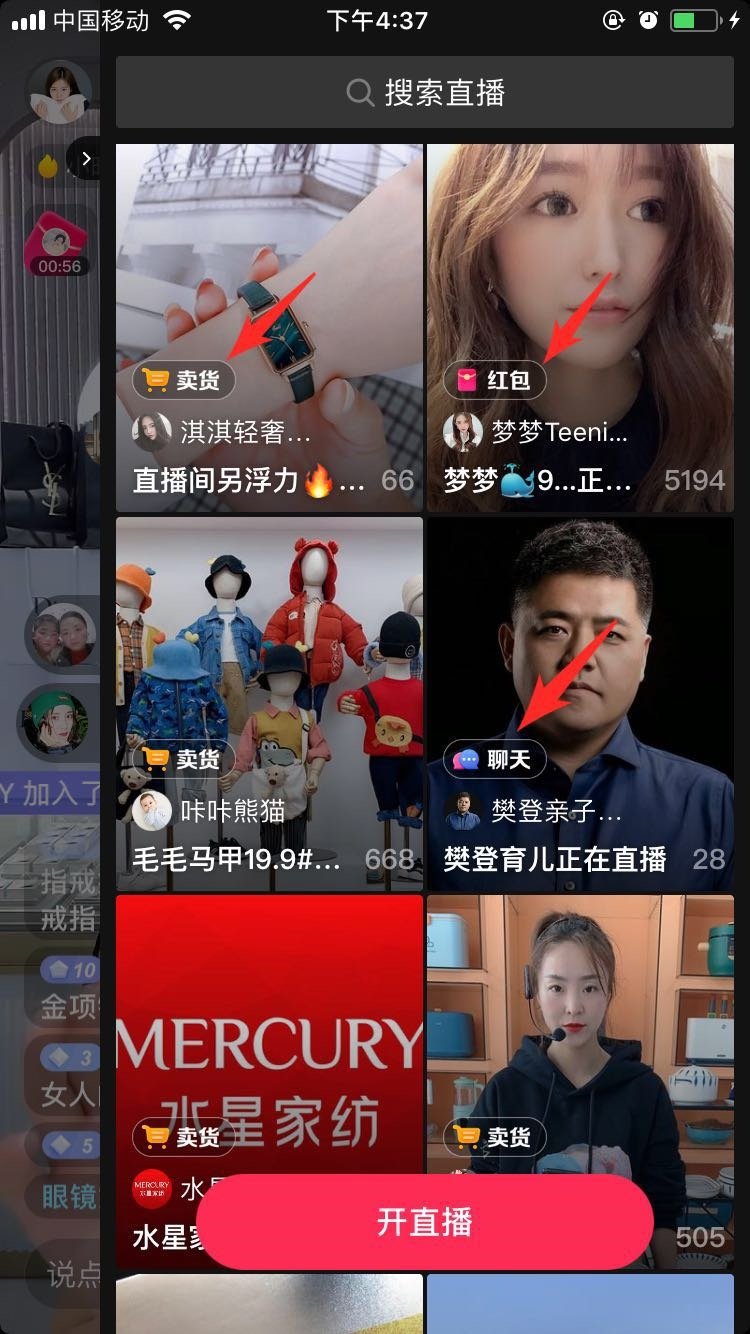 中国移动
下午4:37
搜索直播
00:56
卖货
淇淇轻奢...
直播间另浮力🔥...
66
红包
梦梦Teeni...
梦梦🐳9...正...
5194
卖货
咔咔熊猫
毛毛马甲19.9#...
668
聊天
樊登亲子...
樊登育儿正在直播
28
Y 加入了
指戒
戒指
10
金项
3
女人
5
眼镜
说点
MERCURY
水星家纺
卖货
MERCURY
水星家纺
水星家
卖货
505
开直播